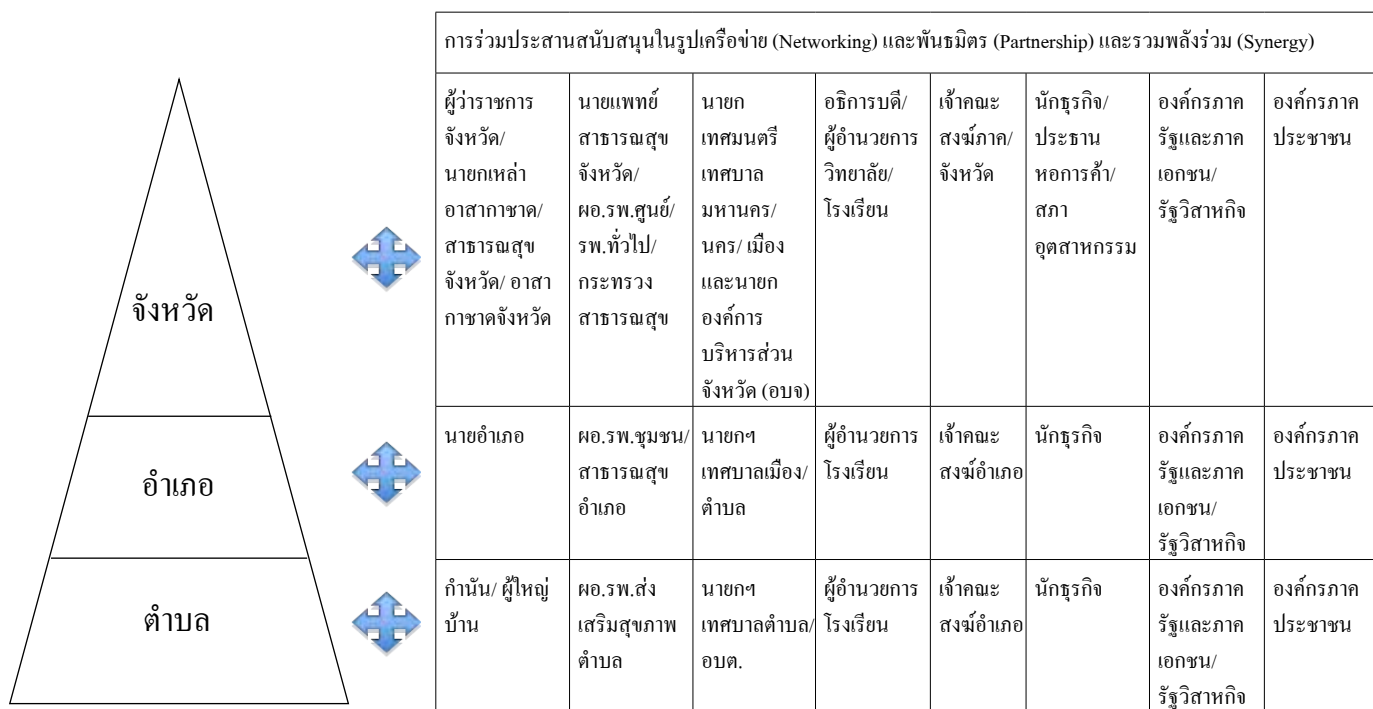 การร่วมประสานสนับสนุนในรูปเครือข่าย (Networking) และพันธมิตร (Partnership) และรวมพลังร่วม (Synergy)
จังหวัด
ผู้ว่าราชการ
จังหวัด/
นายกเหล่า
อาสากาชาด/
สาธารณสุข
จังหวัด/ อาสา
กาชาดจังหวัด
นายแพทย์
สาธารณสุข
จังหวัด/
ผอ.รพ.ศูนย์/
รพ.ทั่วไป/
กระทรวง
สาธารณสุข
นายก
เทศมนตรี
เทศบาล
มหานคร/
นคร/ เมือง
และนายก
องค์การ
บริหารส่วน
จังหวัด (อบจ)
อธิการบดี/
ผู้อำนวยการ
วิทยาลัย/
โรงเรียน
เจ้าคณะ
สงฆ์ภาค/
จังหวัด
นักธุรกิจ/
ประธาน
หอการค้า/
สภา
อุตสาหกรรม
องค์กรภาค
รัฐและภาค
เอกชน/
รัฐวิสาหกิจ
องค์กรภาค
ประชาชน
อำเภอ
นายอำเภอ
ผอ.รพ.ชุมชน/
สาธารณสุข
อำเภอ
นายกฯ
เทศบาลเมือง/
ตำบล
ผู้อำนวยการ
โรงเรียน
เจ้าคณะ
สงฆ์อำเภอ
นักธุรกิจ
องค์กรภาค
รัฐและภาค
เอกชน/
รัฐวิสาหกิจ
องค์กรภาค
ประชาชน
ตำบล
กำนัน/ ผู้ใหญ่
บ้าน
ผอ.รพ.ส่ง
เสริมสุขภาพ
ตำบล
นายกฯ
เทศบาลตำบล/
อบต.
ผู้อำนวยการ
โรงเรียน
เจ้าคณะ
สงฆ์อำเภอ
นักธุรกิจ
องค์กรภาค
รัฐและภาค
เอกชน/
รัฐวิสาหกิจ
องค์กรภาค
ประชาชน